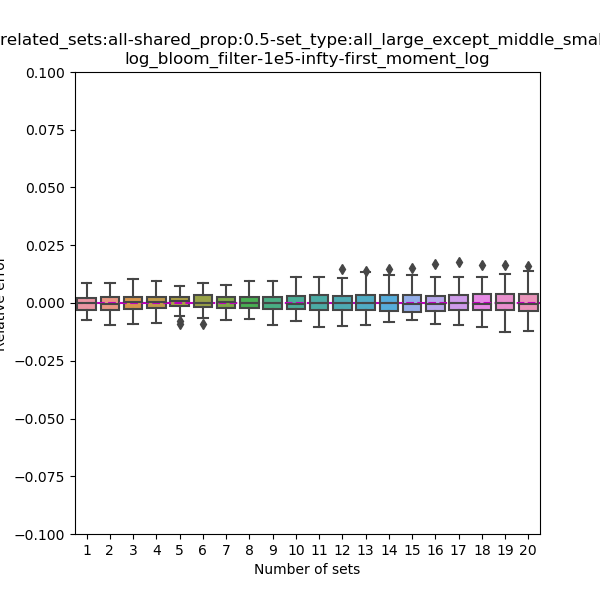 related_sets:all-shared_prop:0.5-set_type:all_large_except_middle_smal
log_bloom_filter-1e5-infty-first_moment_log
0.100
0.075
0.050
0.025
0.000
−0.025
−0.050
−0.075
−0.100
Relative error
1 2 3 4 5 6 7 8 9 10 11 12 13 14 15 16 17 18 19 20
Number of sets